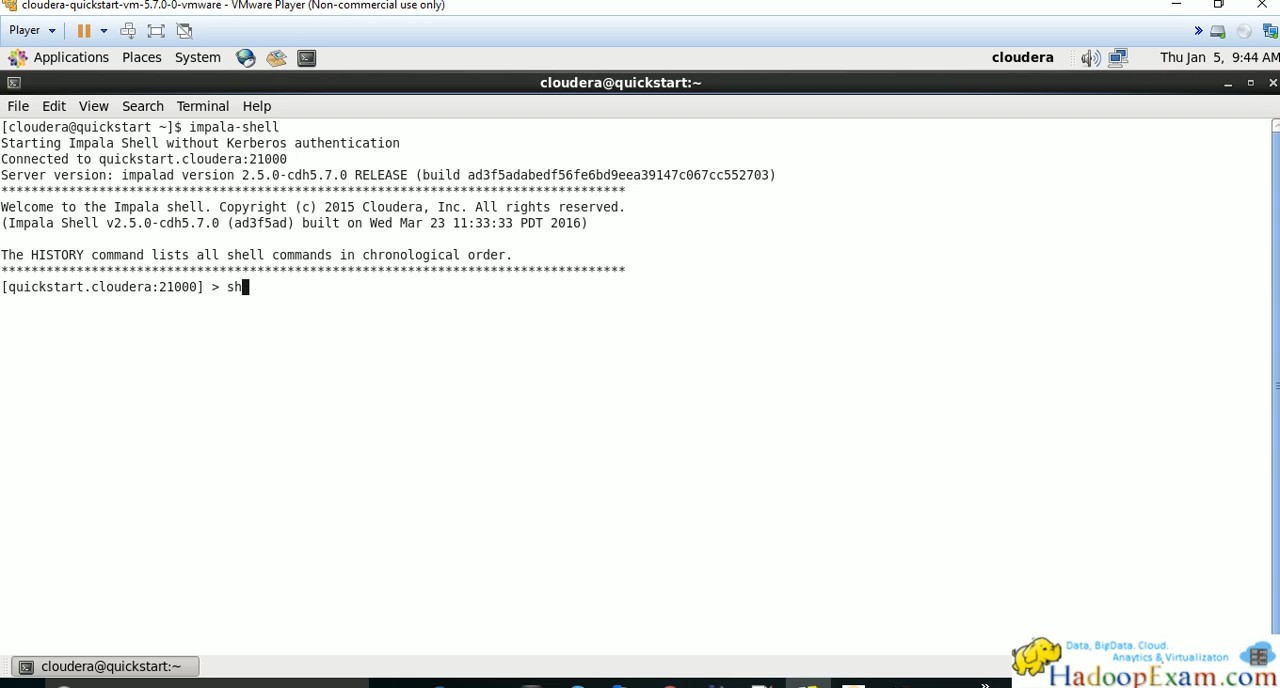 cloudera-quickstart-vm-5.7.0-0-vmware - VMware Player (Non-commercial use only)
Player
Applications Places System cloudera Thu Jan 5, 9:44 AM
cloudera@quickstart:~
File Edit View Search Terminal Help
[cloudera@quickstart ~]$ impala-shell
Starting Impala Shell without Kerberos authentication
Connected to quickstart.cloudera:21000
Server version: impalad version 2.5.0-cdh5.7.0 RELEASE (build ad3f5adabedf56fe6bd9eea39147c067cc552703)
***********************************************************************************
Welcome to the Impala shell. Copyright (c) 2015 Cloudera, Inc. All rights reserved.
(Impala Shell v2.5.0-cdh5.7.0 (ad3f5ad) built on Wed Mar 23 11:33:33 PDT 2016)
The HISTORY command lists all shell commands in chronological order.
***********************************************************************************
[quickstart.cloudera:21000] > sh
cloudera@quickstart:~
Data, BigData. Cloud.
Anaytics & Virtualizaton
HadoopExam.com